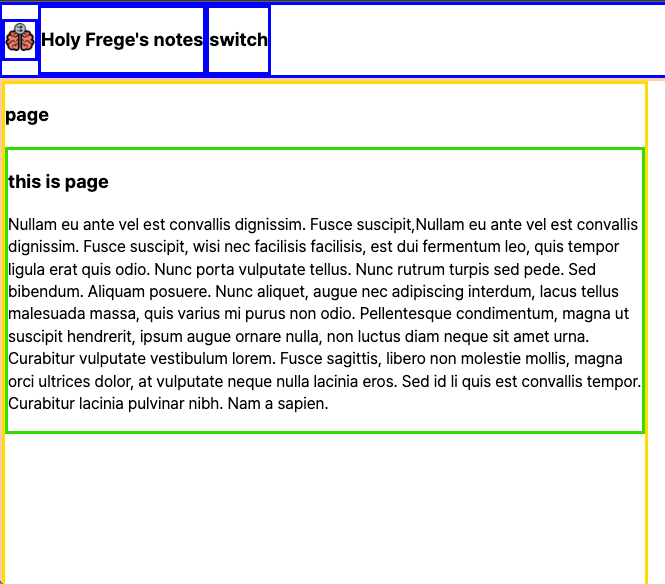 Holy Frege's notes switch
page
this is page
Nullam eu ante vel est convallis dignissim. Fusce suscipit,Nullam eu ante vel est convallis
dignissim. Fusce suscipit, wisi nec facilisis facilisis, est dui fermentum leo, quis tempor
ligula erat quis odio. Nunc porta vulputate tellus. Nunc rutrum turpis sed pede. Sed
bibendum. Aliquam posuere. Nunc aliquet, augue nec adipiscing interdum, lacus tellus
malesuada massa, quis varius mi purus non odio. Pellentesque condimentum, magna ut
suscipit hendrerit, ipsum augue ornare nulla, non luctus diam neque sit amet urna.
Curabitur vulputate vestibulum lorem. Fusce sagittis, libero non molestie mollis, magna
orci ultrices dolor, at vulputate neque nulla lacinia eros. Sed id li quis est convallis tempor.
Curabitur lacinia pulvinar nibh. Nam a sapien.